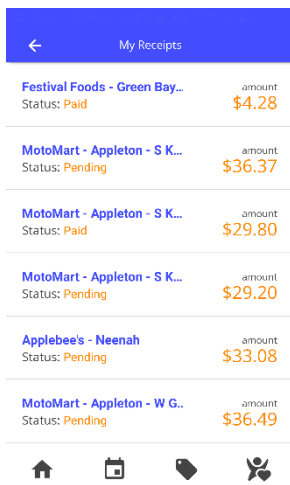 My Receipts
Festival Foods - Green Bay...
amount
Status: Paid
$4.28
MotoMart - Appleton - S K...
amount
Status: Pending
$36.37
MotoMart - Appleton - S K...
amount
Status: Paid
$29.80
MotoMart - Appleton - S K...
amount
Status: Pending
$29.20
Applebee's - Neenah
amount
Status: Pending
$33.08
MotoMart - Appleton - W G..
amount
Status: Pending
$36.49